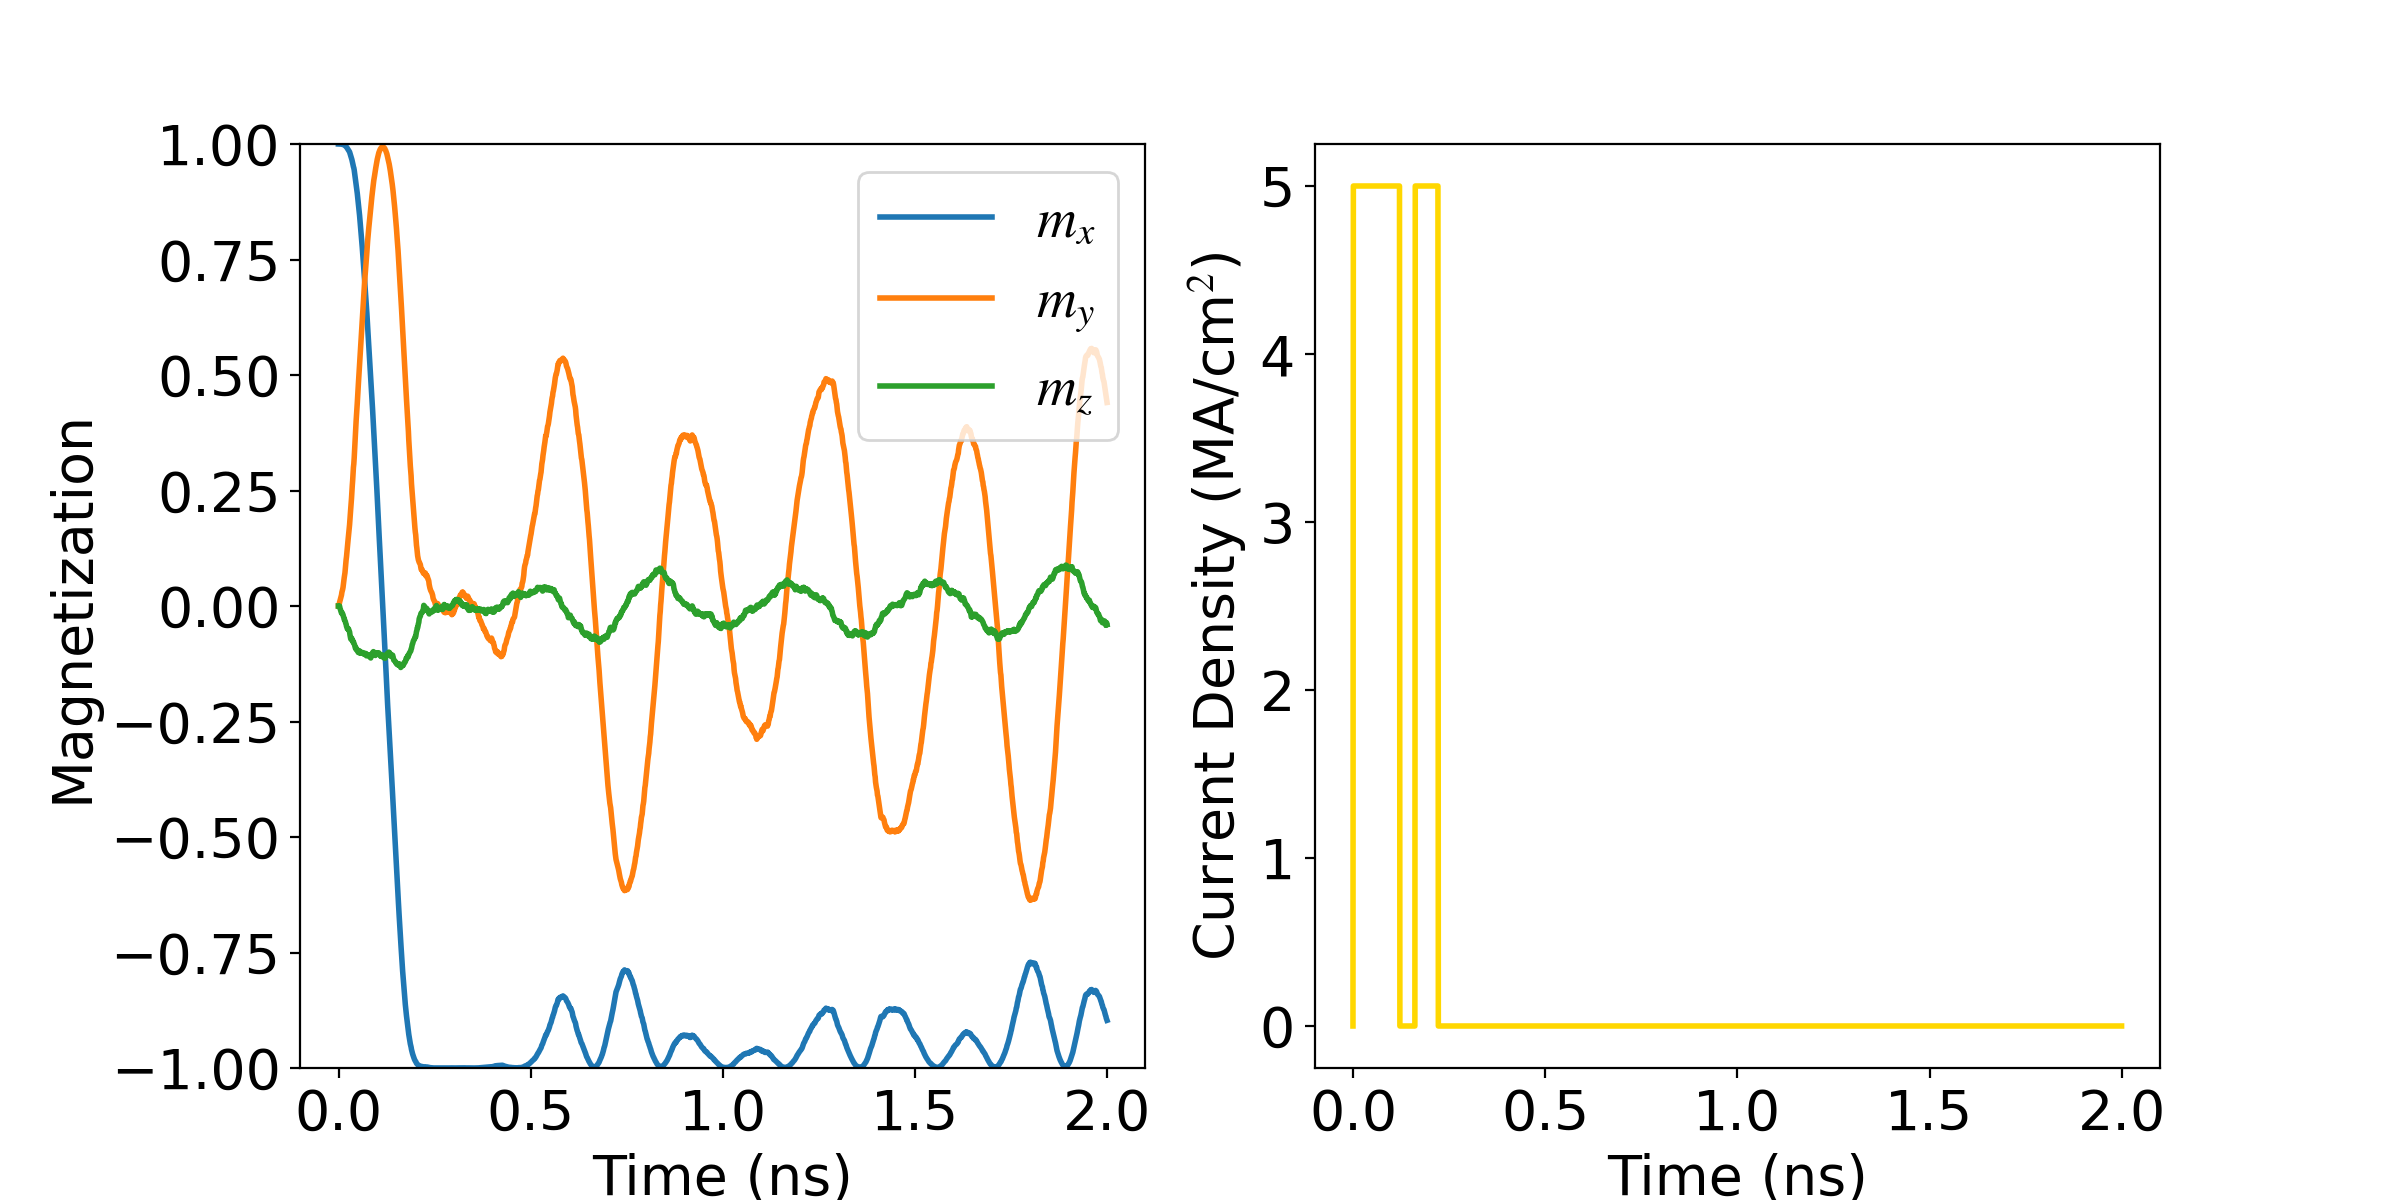 1.00
0.75
0.50
0.25
0.00
−0.25
−0.50
−0.75
−1.00
Magnetization
0.0 0.5 1.0 1.5 2.0
Time (ns)
m_x
m_y
m_z
5
4
3
2
1
0
Current Density (MA/cm²)
0.0 0.5 1.0 1.5 2.0
Time (ns)